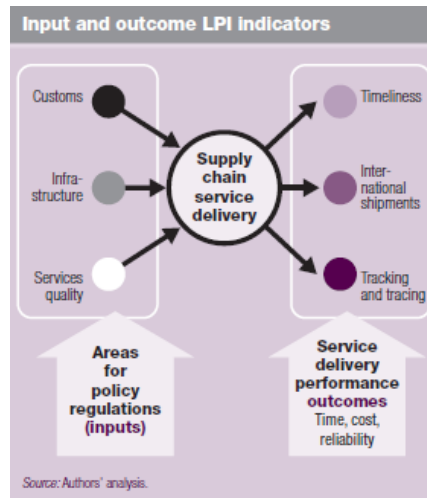 Input and outcome LPI indicators
Customs
Infra-
structure
Services
quality
Supply
chain
service
delivery
Timeliness
Inter-
national
shipments
Tracking
and tracing
Areas
for
policy
regulations
(inputs)
Service
delivery
performance
outcomes
Time, cost,
reliability
Source: Authors' analysis.